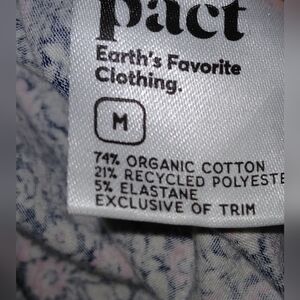 pact
Earth's Favorite
Clothing.
M
74% ORGANIC COTTON
21% RECYCLED POLYESTE
5% ELASTANE
EXCLUSIVE OF TRIM